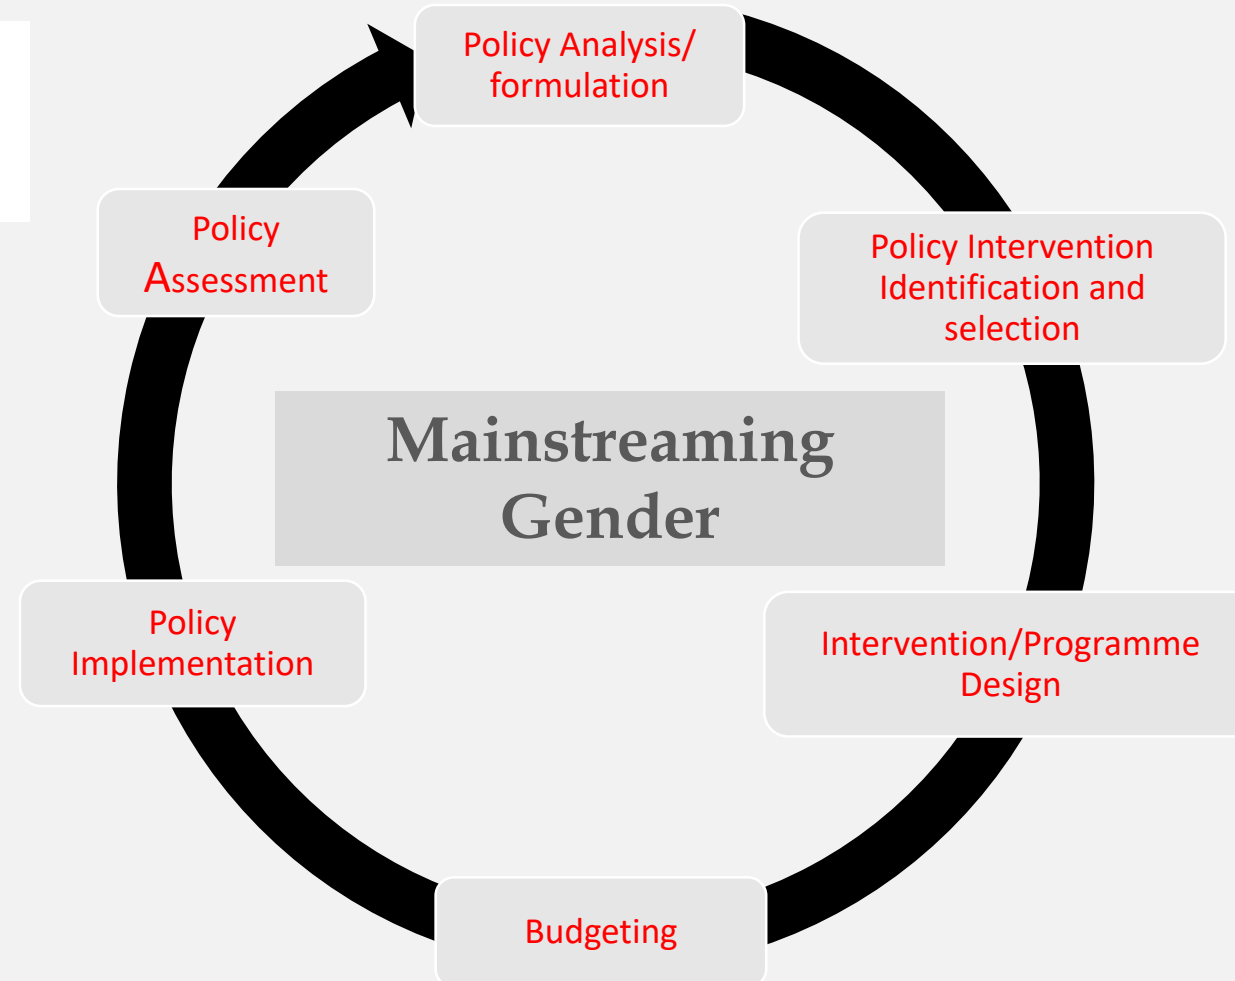 Policy Analysis/
formulation
Policy Intervention
Identification and
selection
Intervention/Programme
Design
Budgeting
Policy
Implementation
Policy
Assessment
Mainstreaming
Gender